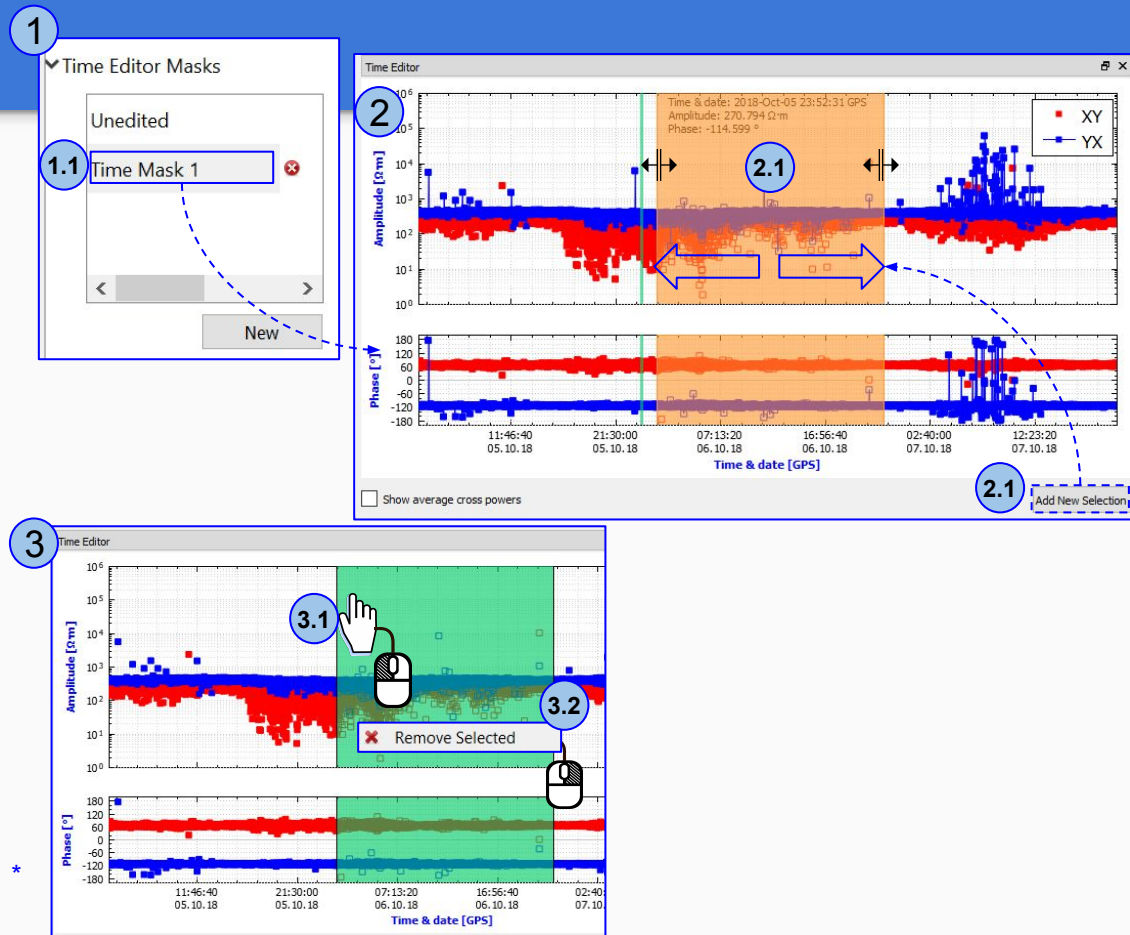 1
Time Editor Masks
Unedited
1.1
Time Mask 1
New
2
Time Editor
10⁶
10⁵
10⁴
10³
10²
10¹
10⁰
Amplitude [Ω·m]
Time & date: 2018-Oct-05 23:52:31 GPS
Amplitude: 270.794 Ω·m
Phase: -114.599 °
XY
YX
2.1
180
120
60
0
-60
-120
-180
Phase [°]
11:46:40 21:30:00 07:13:20 16:56:40 02:40:00 12:23:20
05.10.18 05.10.18 06.10.18 06.10.18 07.10.18 07.10.18
Time & date [GPS]
Show average cross powers
2.1
Add New Selection
3
Time Editor
10⁶
10⁵
10⁴
10³
10²
10¹
10⁰
Amplitude [Ω·m]
3.1
3.2
Remove Selected
180
120
60
0
-60
-120
-180
Phase [°]
*
11:46:40 21:30:00 07:13:20 16:56:40 02:40:
05.10.18 05.10.18 06.10.18 06.10.18 07.10.
Time & date [GPS]